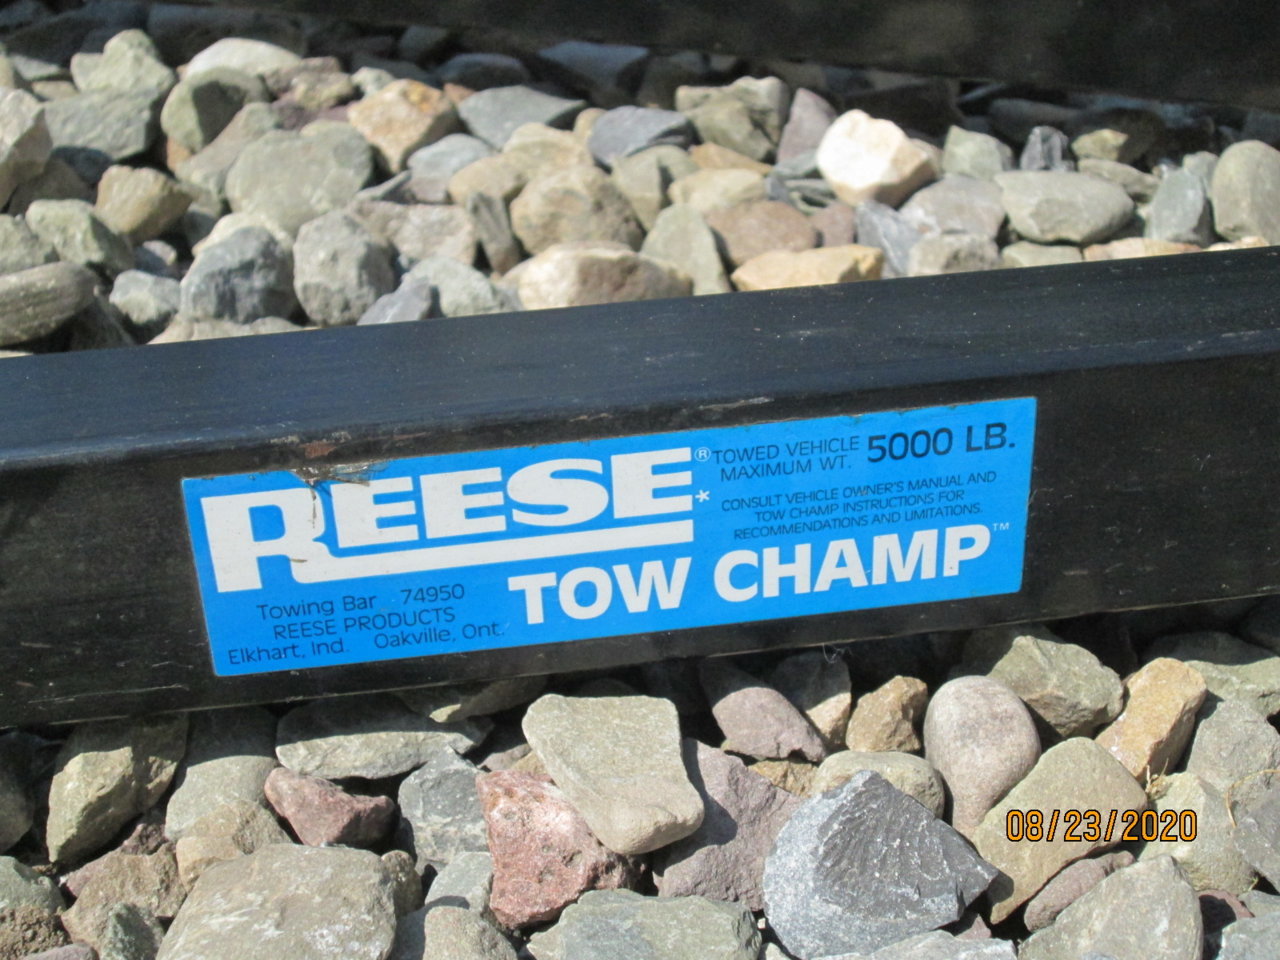 REESE®*
TOWED VEHICLE
MAXIMUM WT. 5000 LB.
CONSULT VEHICLE OWNER'S MANUAL AND
TOW CHAMP INSTRUCTIONS FOR
RECOMMENDATIONS AND LIMITATIONS.
TOW CHAMP™
Towing Bar 74950
REESE PRODUCTS
Elkhart, Ind. Oakville, Ont.
08/23/2020